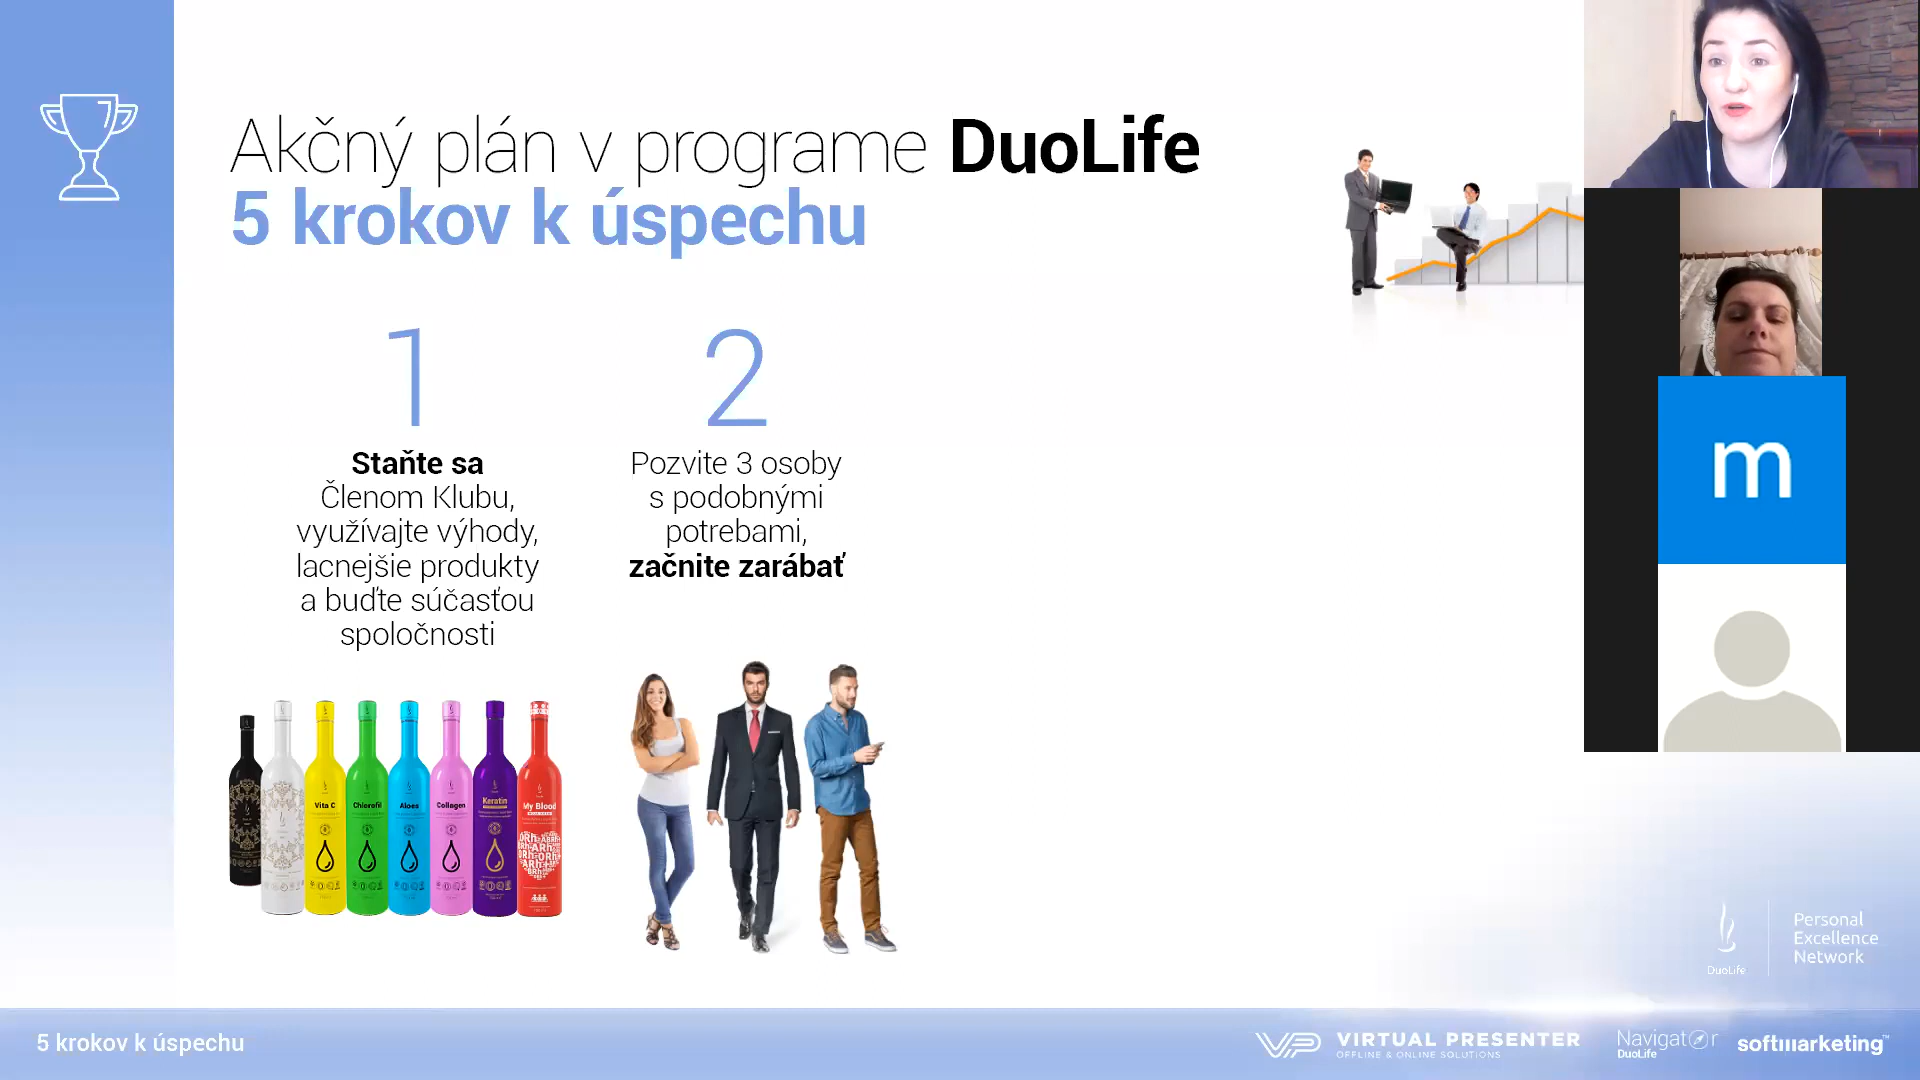 Akčný plán v programe DuoLife
5 krokov k úspechu
1
Staňte sa
Členom Klubu,
využívajte výhody,
lacnejšie produkty
a buďte súčasťou
spoločnosti
2
Pozvite 3 osoby
s podobnými
potrebami,
začnite zarábať
Vita C
Chlorofil
Aloes
Collagen
Keratin
My Blood
m
DuoLife
Personal
Excellence
Network
5 krokov k úspechu
VP VIRTUAL PRESENTER
OFFLINE & ONLINE SOLUTIONS
Navigator
DuoLife
softmarketing™